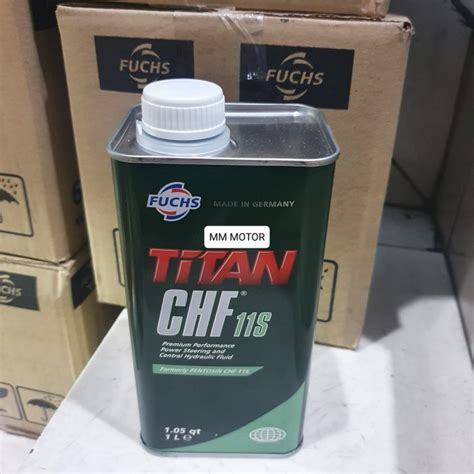 FUCHS
FUCHS
FUCHS
MADE IN GERMANY
MM MOTOR
TiTAN
CHF® 11S
Premium Performance
Power Steering and
Central Hydraulic Fluid
Formerly PENTOSIN CHF 11S
1.05 qt
1 L ℮